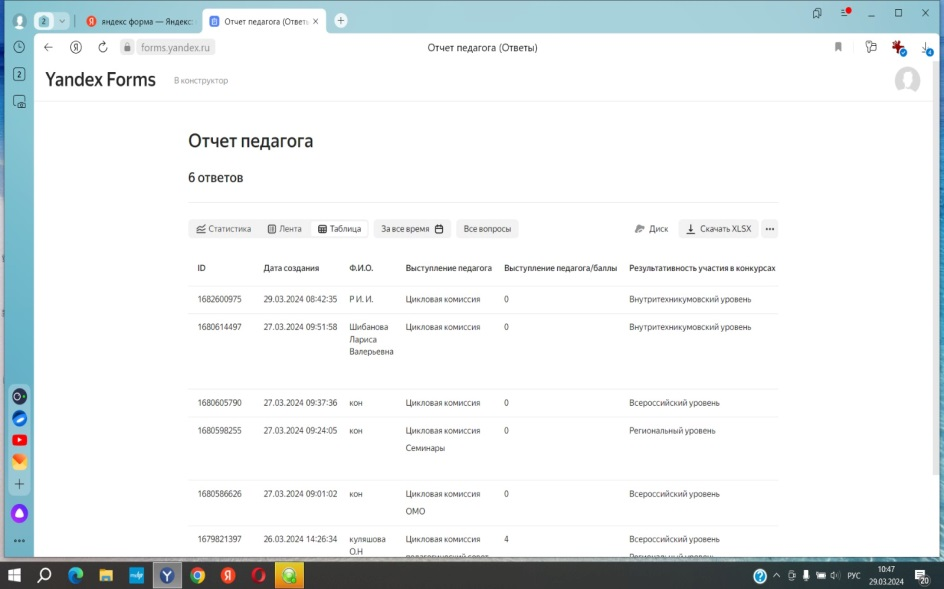 2
яндекс форма — Яндекс:
Отчет педагога (Ответь
forms.yandex.ru
Отчет педагога (Ответы)
2
Yandex Forms
В конструктор
Отчет педагога
6 ответов
Статистика Лента Таблица За все время Все вопросы Диск Скачать XLSX
ID Дата создания Ф.И.О. Выступление педагога Выступление педагога/баллы Результативность участия в конкурсах
1682600975 29.03.2024 08:42:35 Р И. И. Цикловая комиссия 0 Внутритехникумовский уровень
1680614497 27.03.2024 09:51:58 Шибанова Цикловая комиссия 0 Внутритехникумовский уровень
Лариса
Валерьевна
1680605790 27.03.2024 09:37:36 кон Цикловая комиссия 0 Всероссийский уровень
1680598255 27.03.2024 09:24:05 кон Цикловая комиссия 0 Региональный уровень
Семинары
1680586626 27.03.2024 09:01:02 кон Цикловая комиссия 0 Всероссийский уровень
ОМО
1679821397 26.03.2024 14:26:34 куляшова Цикловая комиссия 4 Всероссийский уровень
О.Н педагогический совет Региональный уровень
РУС
10:47
29.03.2024
20